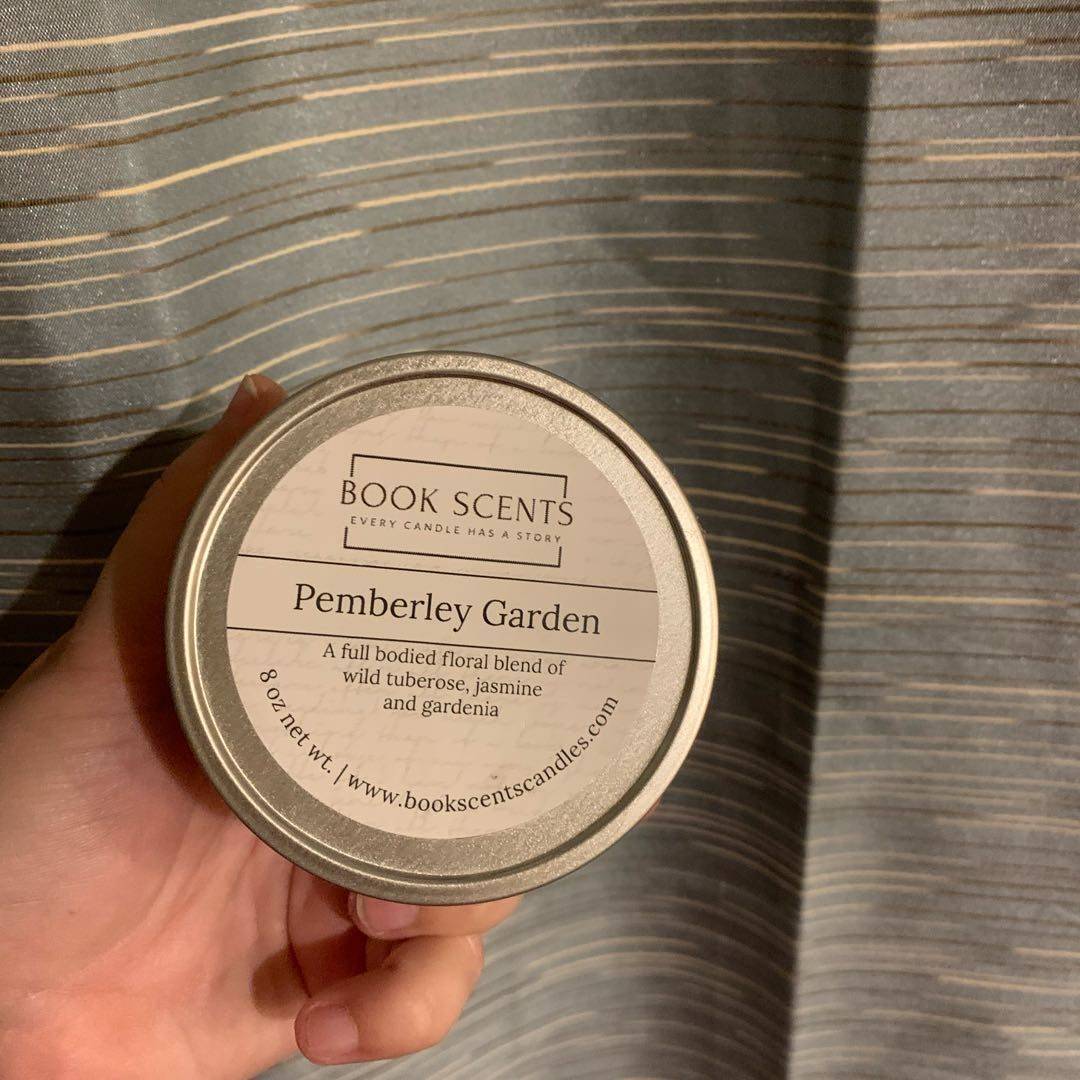 BOOK SCENTS
EVERY CANDLE HAS A STORY
Pemberley Garden
A full bodied floral blend of
wild tuberose, jasmine
and gardenia
8 oz net wt. | www.bookscentscandles.com